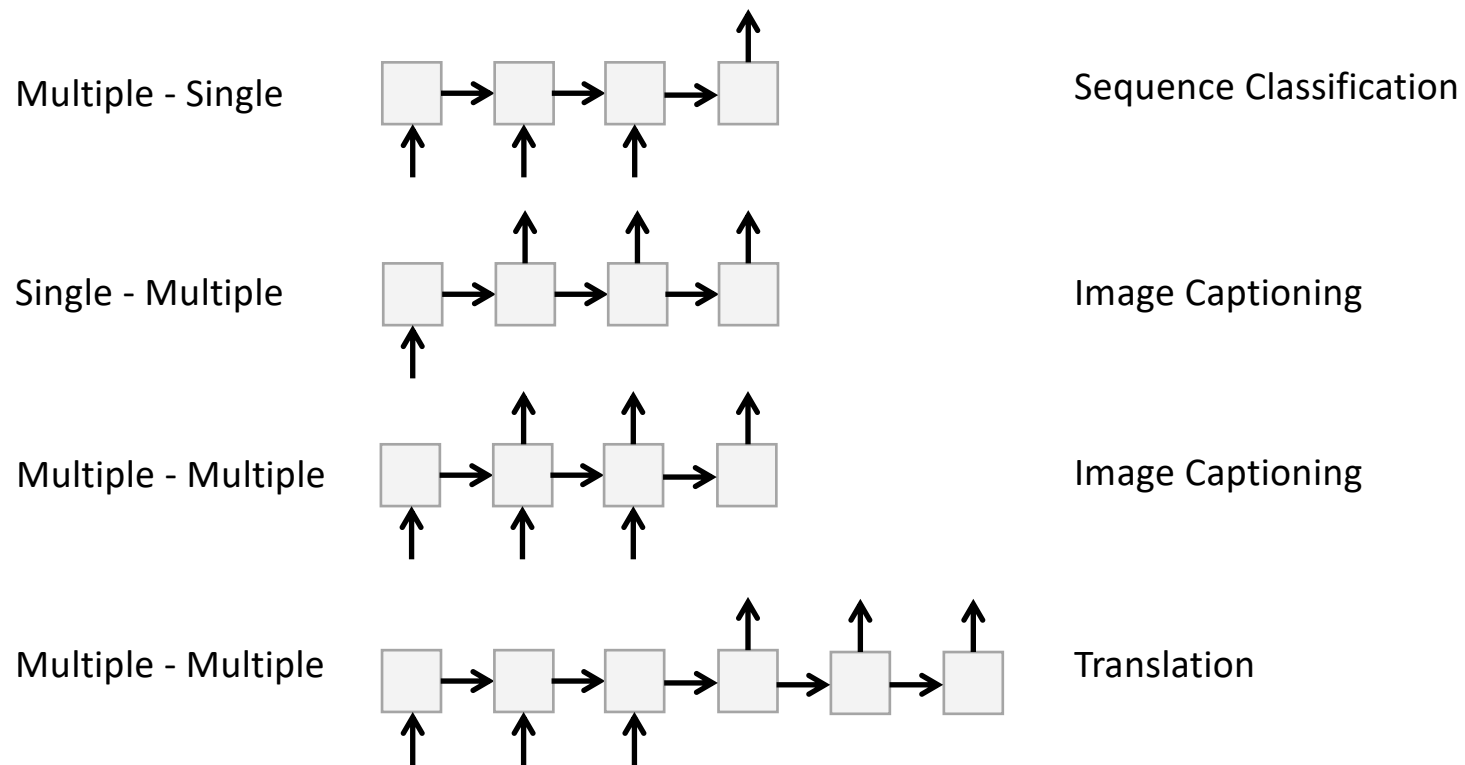 Multiple - Single
Sequence Classification
Single - Multiple
Image Captioning
Multiple - Multiple
Image Captioning
Multiple - Multiple
Translation